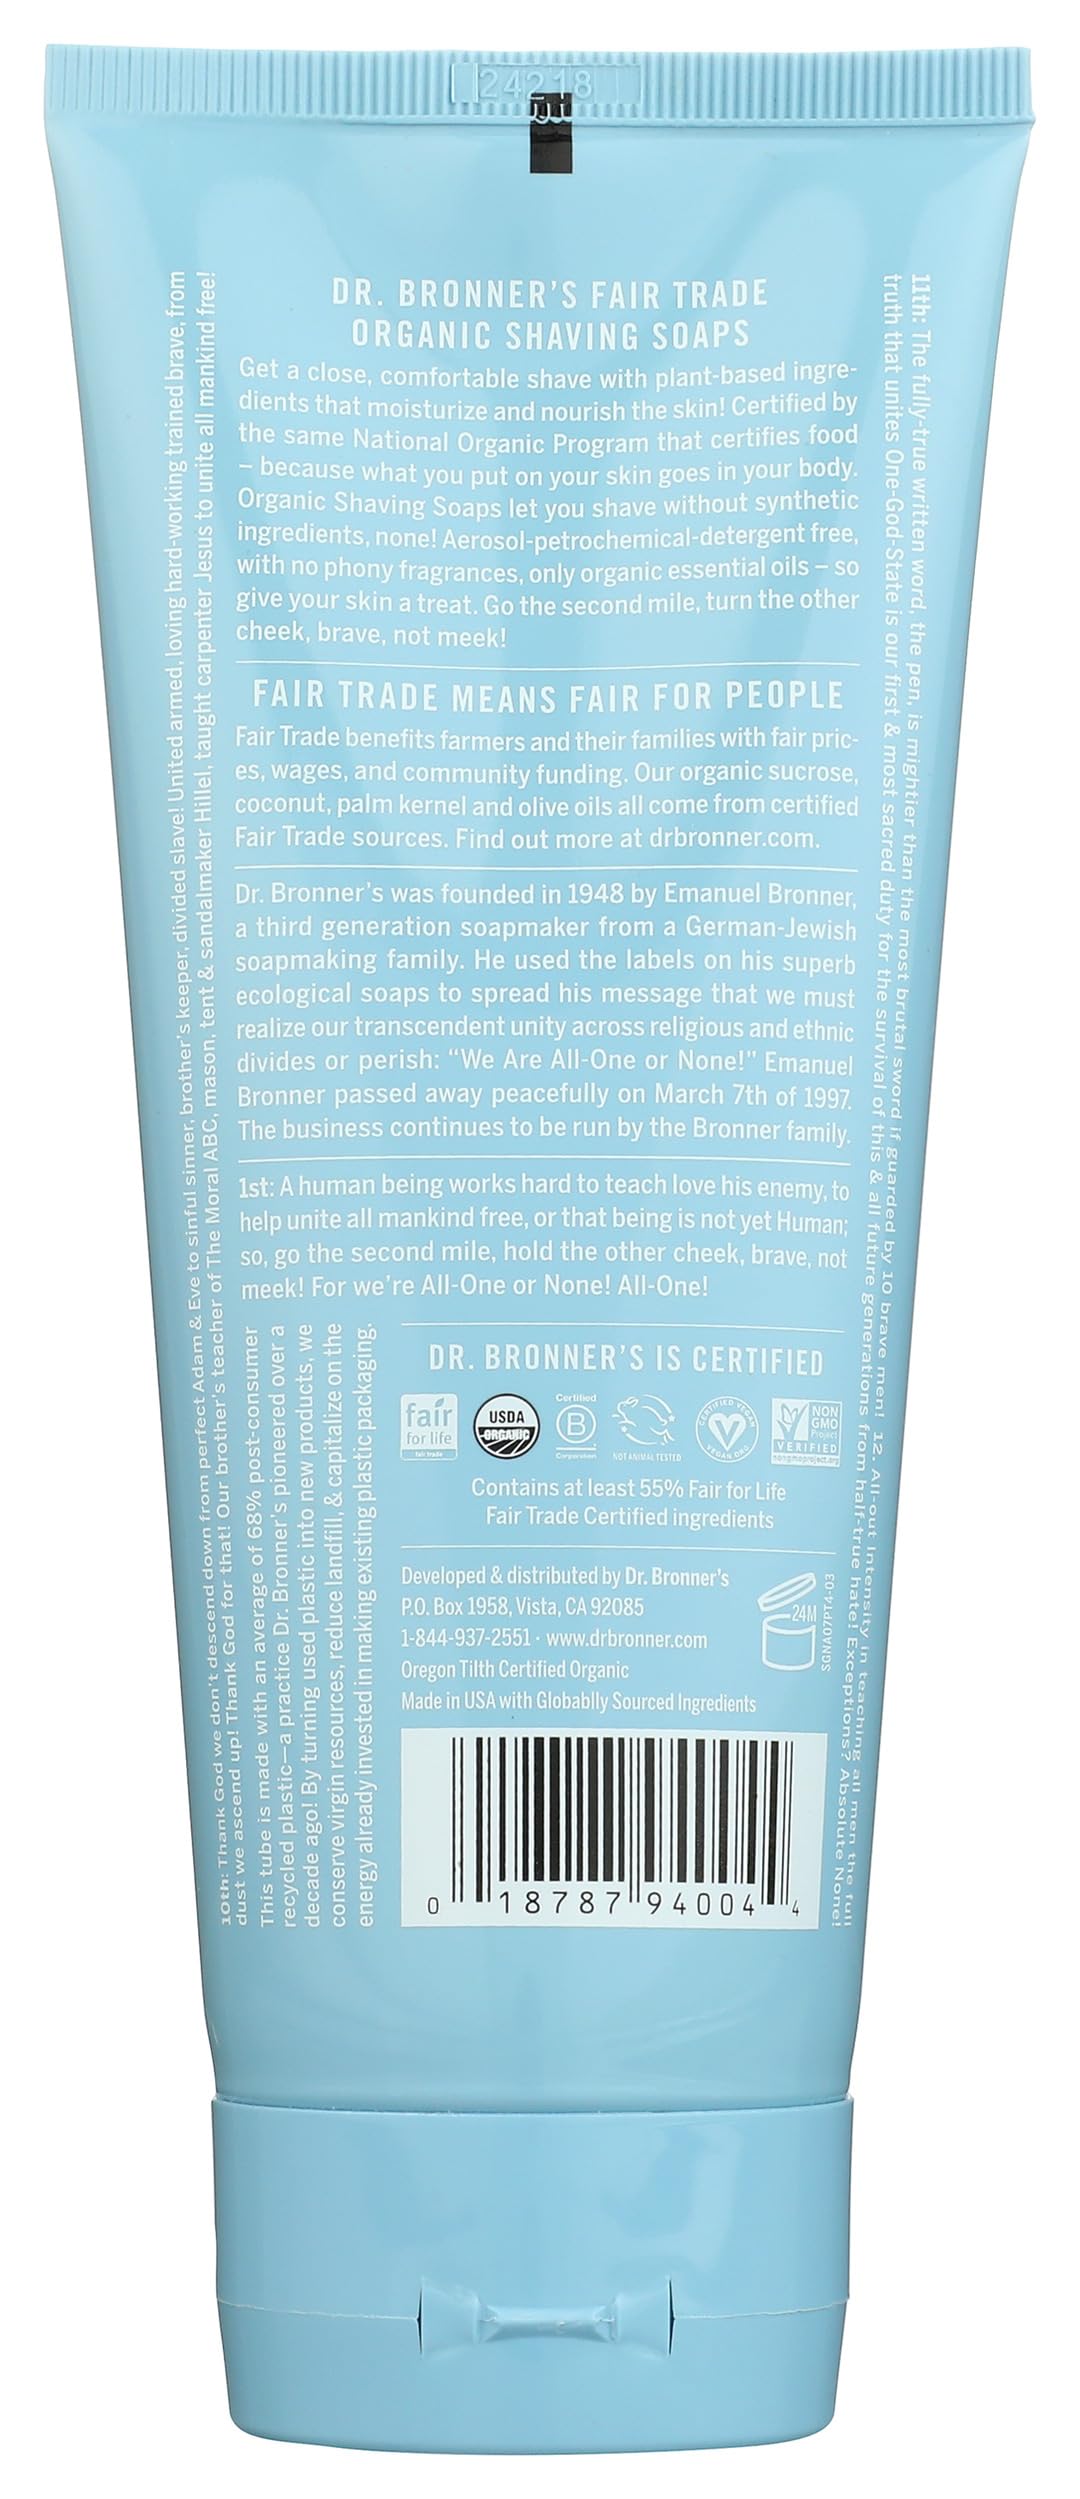 24218
DR. BRONNER'S FAIR TRADE
ORGANIC SHAVING SOAPS
Get a close, comfortable shave with plant-based ingre-
dients that moisturize and nourish the skin! Certified by
the same National Organic Program that certifies food
– because what you put on your skin goes in your body.
Organic Shaving Soaps let you shave without synthetic
ingredients, none! Aerosol-petrochemical-detergent free,
with no phony fragrances, only organic essential oils – so
give your skin a treat. Go the second mile, turn the other
cheek, brave, not meek!
FAIR TRADE MEANS FAIR FOR PEOPLE
Fair Trade benefits farmers and their families with fair pric-
es, wages, and community funding. Our organic sucrose,
coconut, palm kernel and olive oils all come from certified
Fair Trade sources. Find out more at drbronner.com.
Dr. Bronner's was founded in 1948 by Emanuel Bronner,
a third generation soapmaker from a German-Jewish
soapmaking family. He used the labels on his superb
ecological soaps to spread his message that we must
realize our transcendent unity across religious and ethnic
divides or perish: “We Are All-One or None!” Emanuel
Bronner passed away peacefully on March 7th of 1997.
The business continues to be run by the Bronner family.
1st: A human being works hard to teach love his enemy, to
help unite all mankind free, or that being is not yet Human;
so, go the second mile, hold the other cheek, brave, not
meek! For we're All-One or None! All-One!
10th: Thank God we don't descend down from perfect Adam & Eve to sinful sinner, brother's keeper, divided slave! United armed, loving hard-working trained brave, from
dust we ascend up! Thank God for that! Our brother's teacher of The Moral ABC, mason, tent & sandalmaker Hillel, taught carpenter Jesus to unite all mankind free!
This tube is made with an average of 68% post-consumer
recycled plastic—a practice Dr. Bronner's pioneered over a
decade ago! By turning used plastic into new products, we
conserve virgin resources, reduce landfill, & capitalize on the
energy already invested in making existing plastic packaging.
DR. BRONNER'S IS CERTIFIED
fair
for life
fair trade
USDA
ORGANIC
Certified
B
Corporation
NOT ANIMAL TESTED
CERTIFIED VEGAN
VEGAN.ORG
NON
GMO
Project
VERIFIED
nongmoproject.org
Contains at least 55% Fair for Life
Fair Trade Certified ingredients
Developed & distributed by Dr. Bronner's
P.O. Box 1958, Vista, CA 92085
1-844-937-2551 · www.drbronner.com
Oregon Tilth Certified Organic
Made in USA with Globablly Sourced Ingredients
24M
SGNA07PT4-03
0 18787 94004 4
11th: The fully-true written word, the pen, is mightier than the most brutal sword if guarded by 10 brave men! 12. All-out Intensity in teaching all men the full
truth that unites One-God-State is our first & most sacred duty for the survival of this & all future generations from half-true hate! Exceptions? Absolute None!